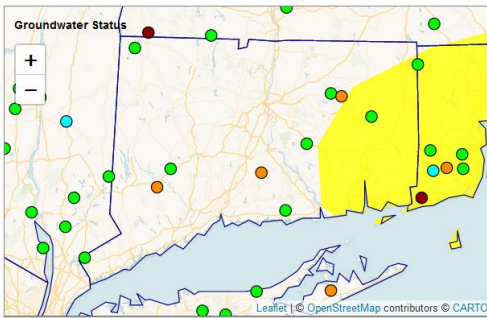 Groundwater Status
+
−
Leaflet | © OpenStreetMap contributors © CARTO